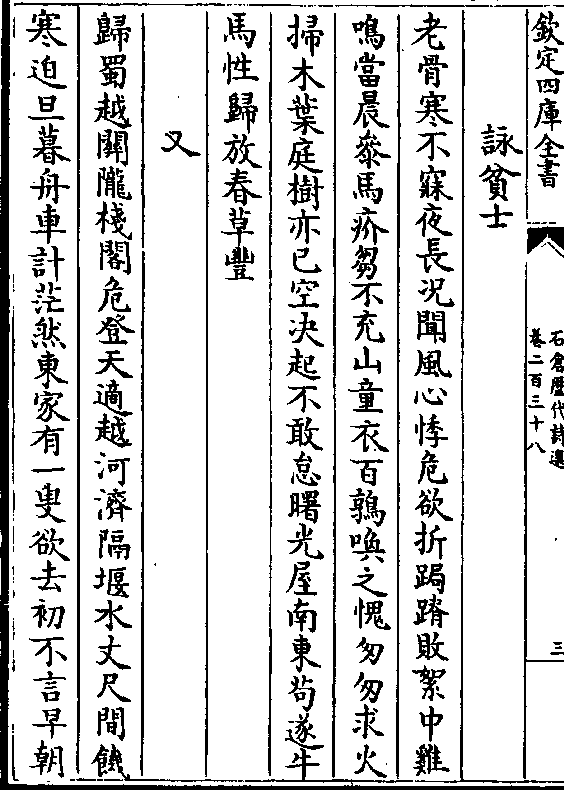 欽定四庫全書
石倉歷代詩選
卷二百三十八
三
詠貧士
老骨寒不寐夜長况聞風心悸危欲折跼蹐敗絮中雞
鳴當晨叅馬疥芻不充山童衣百鶉喚之愧匆匆求火
掃木葉庭樹亦已空決起不敢怠曙光屋南東茍遂牛
馬性歸放春草豐
又
歸蜀越關隴棧閣危登天適越河濟隔堰水丈尺間饑
寒迫旦暮舟車計茫然東家有一叟欲去初不言早朝